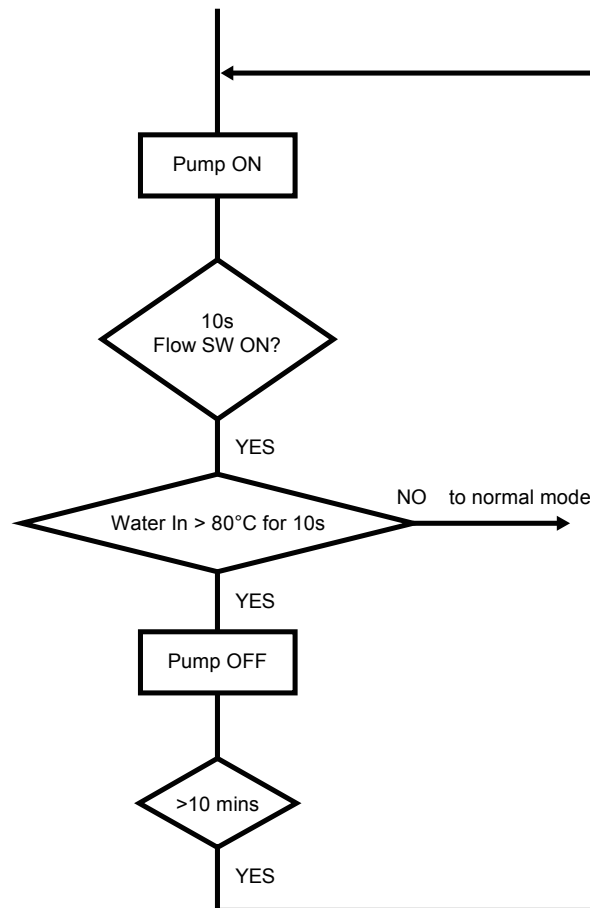 Pump ON
10s
Flow SW ON?
YES
NO to normal mode
Water In > 80°C for 10s
YES
Pump OFF
>10 mins
YES